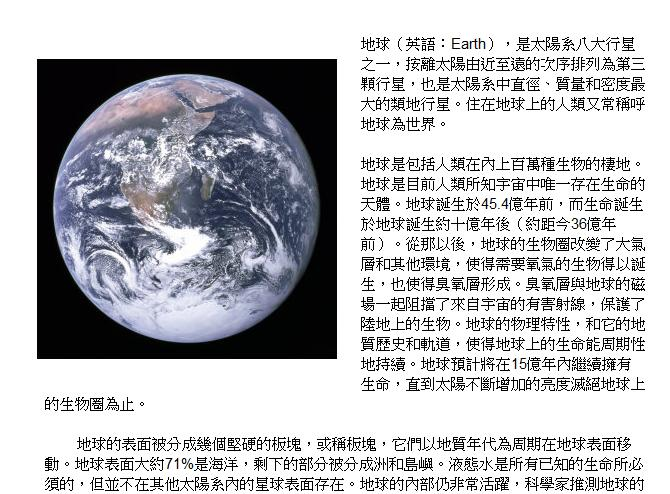 地球（英語：Earth），是太陽系八大行星
之一，按離太陽由近至遠的次序排列為第三
顆行星，也是太陽系中直徑、質量和密度最
大的類地行星。住在地球上的人類又常稱呼
地球為世界。
地球是包括人類在內上百萬種生物的棲地。
地球是目前人類所知宇宙中唯一存在生命的
天體。地球誕生於45.4億年前，而生命誕生
於地球誕生約十億年後（約距今36億年
前）。從那以後，地球的生物圈改變了大氣
層和其他環境，使得需要氧氣的生物得以誕
生，也使得臭氧層形成。臭氧層與地球的磁
場一起阻擋了來自宇宙的有害射線，保護了
陸地上的生物。地球的物理特性，和它的地
質歷史和軌道，使得地球上的生命能周期性
地持續。地球預計將在15億年內繼續擁有
生命，直到太陽不斷增加的亮度滅絕地球上
的生物圈為止。
地球的表面被分成幾個堅硬的板塊，或稱板塊，它們以地質年代為周期在地球表面移
動。地球表面大約71%是海洋，剩下的部分被分成洲和島嶼。液態水是所有已知的生命所必
須的，但並不在其他太陽系內的星球表面存在。地球的內部仍非常活躍，科學家推測地球的